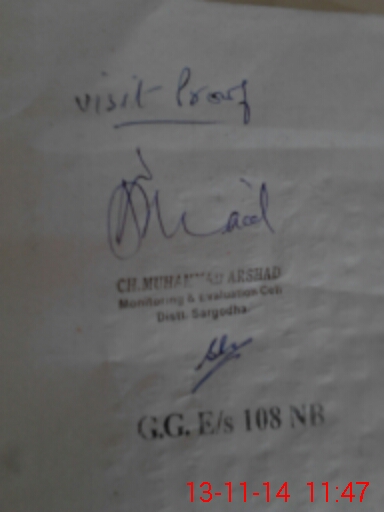 visit Proof
CH.MUHAMMAD ARSHAD
Monitoring & Evaluation Cell
Distt. Sargodha
G.G. E/s 108 NB
13-11-14 11:47